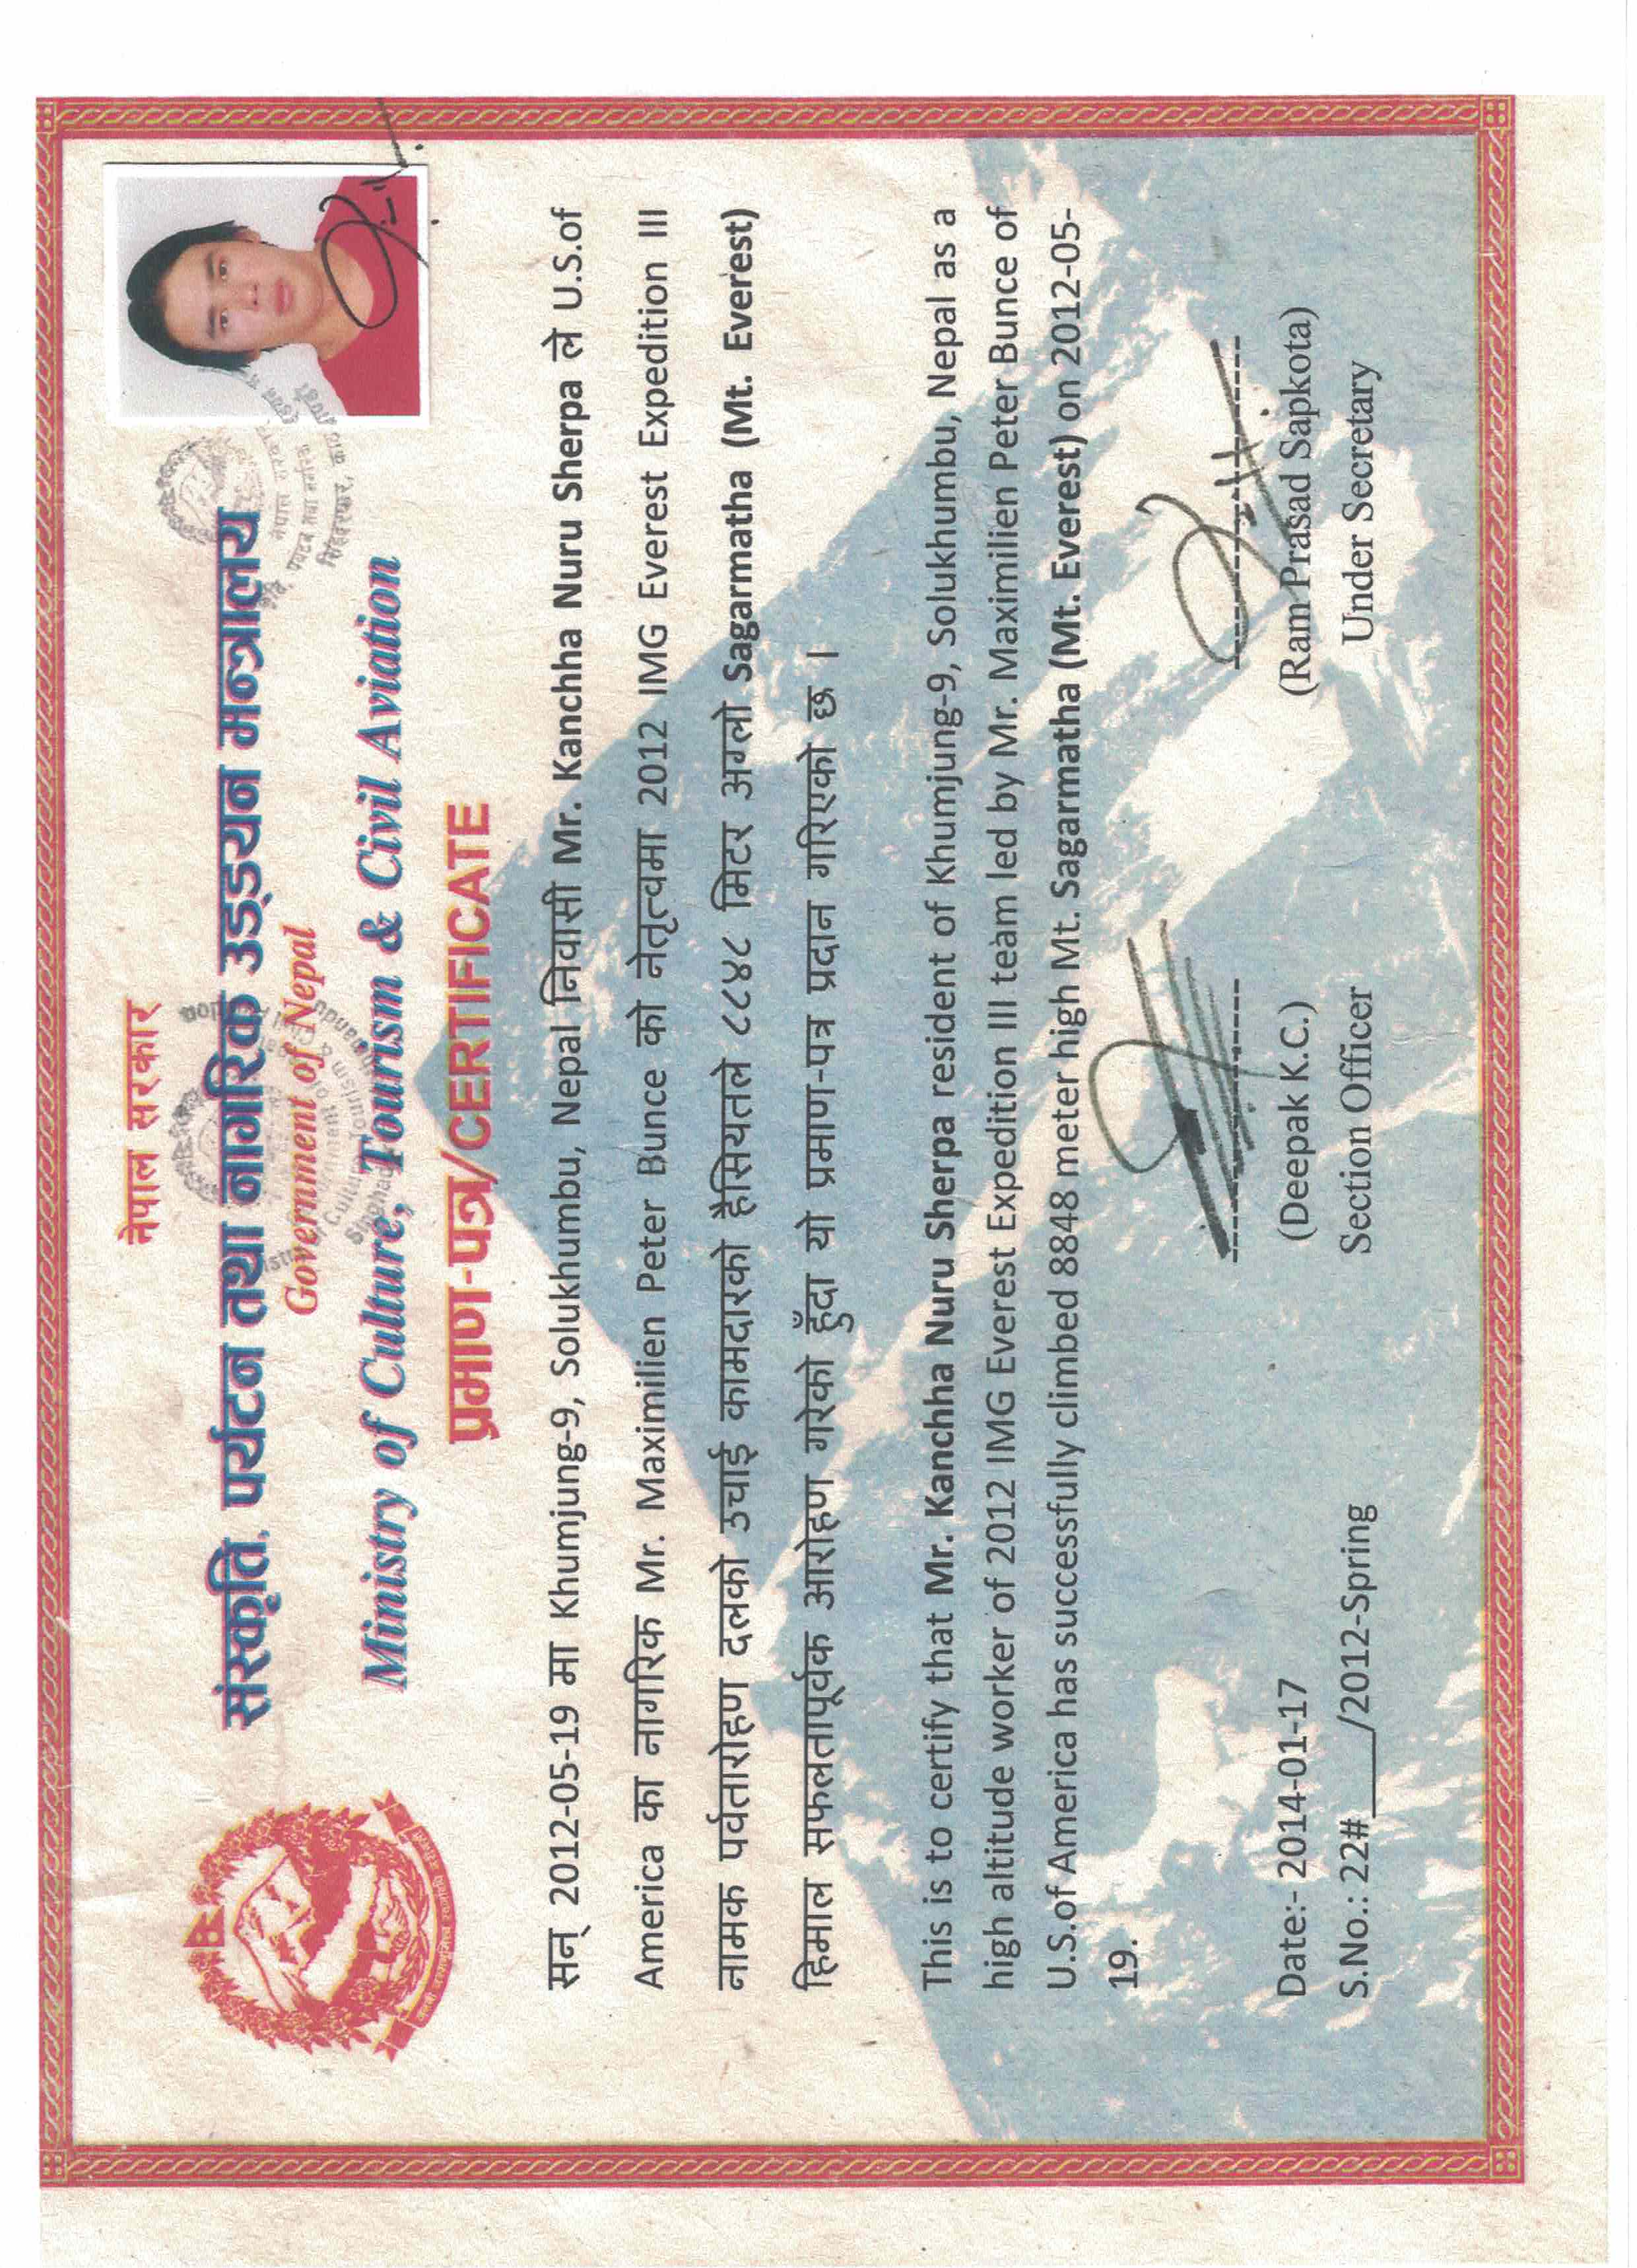 नेपाल सरकार
संस्कृति, पर्यटन तथा नागरिक उड्डयन मन्त्रालय
Government of Nepal
Ministry of Culture, Tourism & Civil Aviation
प्रमाण-पत्र/CERTIFICATE
सन् 2012-05-19 मा Khumjung-9, Solukhumbu, Nepal निवासी Mr. Kanchha Nuru Sherpa ले U.S.of
America का नागरिक Mr. Maximilien Peter Bunce को नेतृत्वमा 2012 IMG Everest Expedition III
नामक पर्वतारोहण दलको उचाई कामदारको हैसियतले ८८४८ मिटर अग्लो Sagarmatha (Mt. Everest)
हिमाल सफलतापूर्वक आरोहण गरेको हुँदा यो प्रमाण-पत्र प्रदान गरिएको छ ।
This is to certify that Mr. Kanchha Nuru Sherpa resident of Khumjung-9, Solukhumbu, Nepal as a
high altitude worker of 2012 IMG Everest Expedition III team led by Mr. Maximilien Peter Bunce of
U.S.of America has successfully climbed 8848 meter high Mt. Sagarmatha (Mt. Everest) on 2012-05-
19.
Date:- 2014-01-17
S.No.: 22#____/2012-Spring
(Deepak K.C.)
Section Officer
(Ram Prasad Sapkota)
Under Secretary